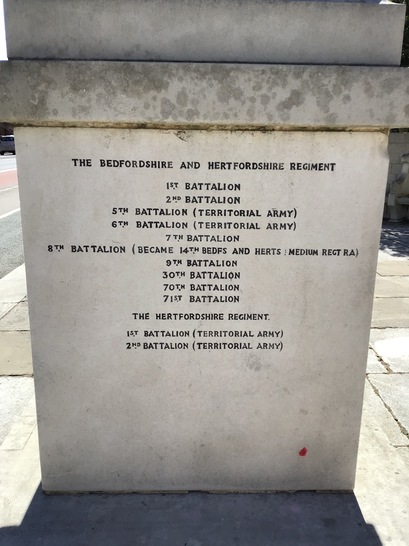 THE BEDFORDSHIRE AND HERTFORDSHIRE REGIMENT
1ST BATTALION
2ND BATTALION
5TH BATTALION (TERRITORIAL ARMY)
6TH BATTALION (TERRITORIAL ARMY)
7TH BATTALION
8TH BATTALION (BECAME 14TH BEDFS AND HERTS: MEDIUM REGT RA)
9TH BATTALION
30TH BATTALION
70TH BATTALION
71ST BATTALION
THE HERTFORDSHIRE REGIMENT.
1ST BATTALION (TERRITORIAL ARMY)
2ND BATTALION (TERRITORIAL ARMY)